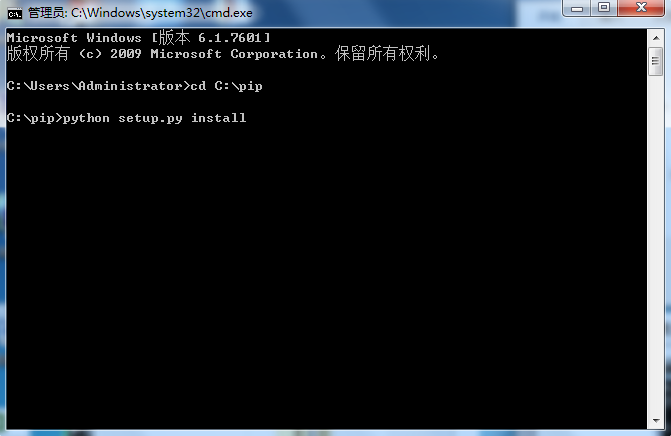 管理员: C:\Windows\system32\cmd.exe
Microsoft Windows [版本 6.1.7601]
版权所有 (c) 2009 Microsoft Corporation。保留所有权利。
C:\Users\Administrator>cd C:\pip
C:\pip>python setup.py install